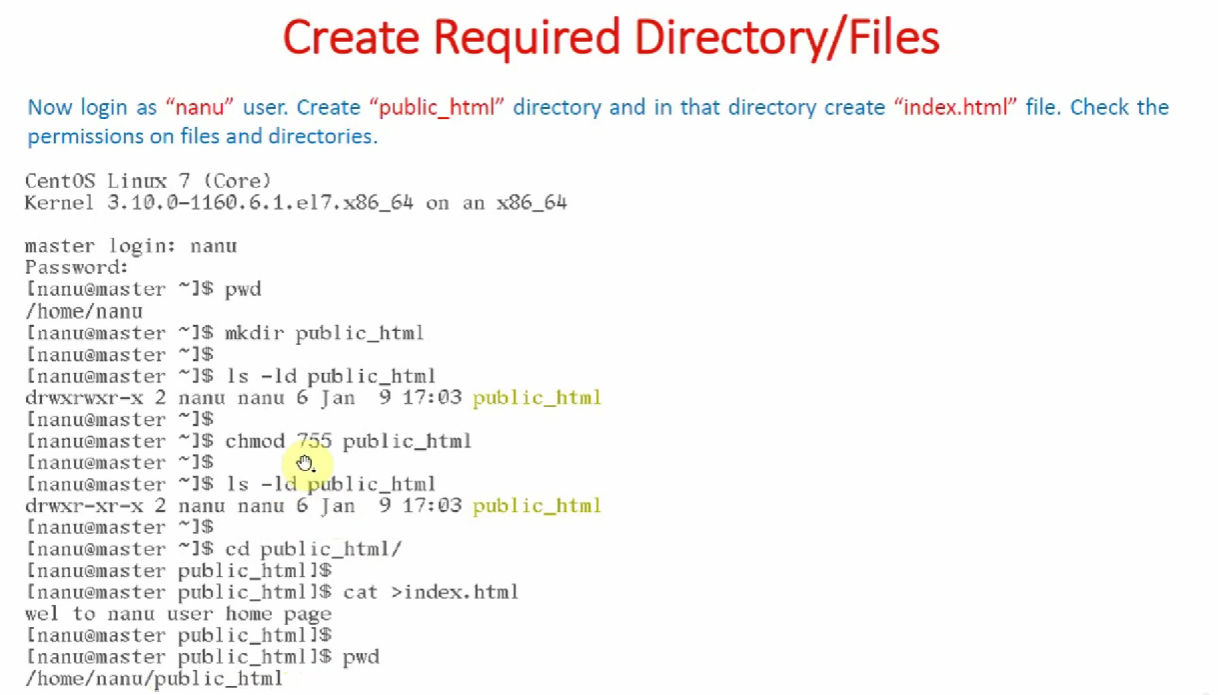 Create Required Directory/Files
Now login as “nanu” user. Create “public_html” directory and in that directory create “index.html” file. Check the
permissions on files and directories.
CentOS Linux 7 (Core)
Kernel 3.10.0-1160.6.1.el7.x86_64 on an x86_64
master login: nanu
Password:
[nanu@master ~]$ pwd
/home/nanu
[nanu@master ~]$ mkdir public_html
[nanu@master ~]$
[nanu@master ~]$ ls -ld public_html
drwxrwxr-x 2 nanu nanu 6 Jan  9 17:03 public_html
[nanu@master ~]$
[nanu@master ~]$ chmod 755 public_html
[nanu@master ~]$
[nanu@master ~]$ ls -ld public_html
drwxr-xr-x 2 nanu nanu 6 Jan  9 17:03 public_html
[nanu@master ~]$
[nanu@master ~]$ cd public_html/
[nanu@master public_html]$
[nanu@master public_html]$ cat >index.html
wel to nanu user home page
[nanu@master public_html]$
[nanu@master public_html]$ pwd
/home/nanu/public_html